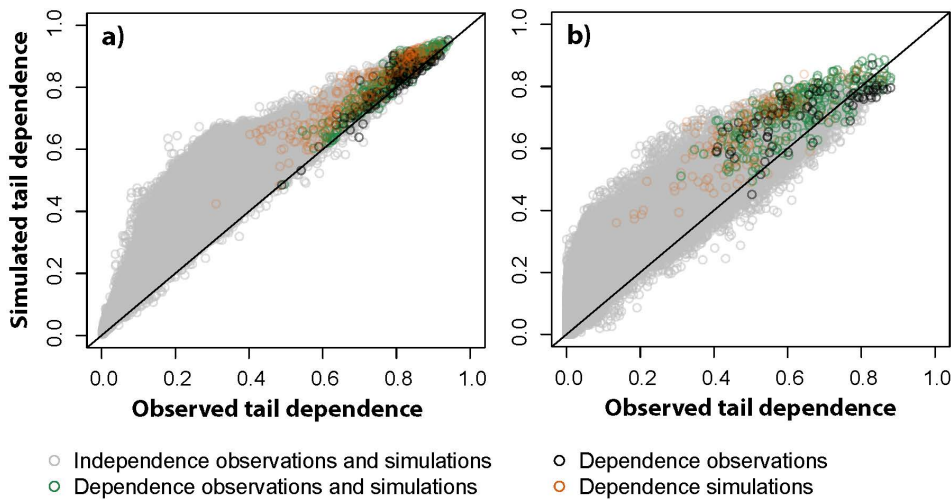 a)
b)
Simulated tail dependence
0.0 0.2 0.4 0.6 0.8 1.0
0.0 0.2 0.4 0.6 0.8 1.0
0.0 0.2 0.4 0.6 0.8 1.0
0.0 0.2 0.4 0.6 0.8 1.0
Observed tail dependence
Observed tail dependence
Independence observations and simulations
Dependence observations and simulations
Dependence observations
Dependence simulations